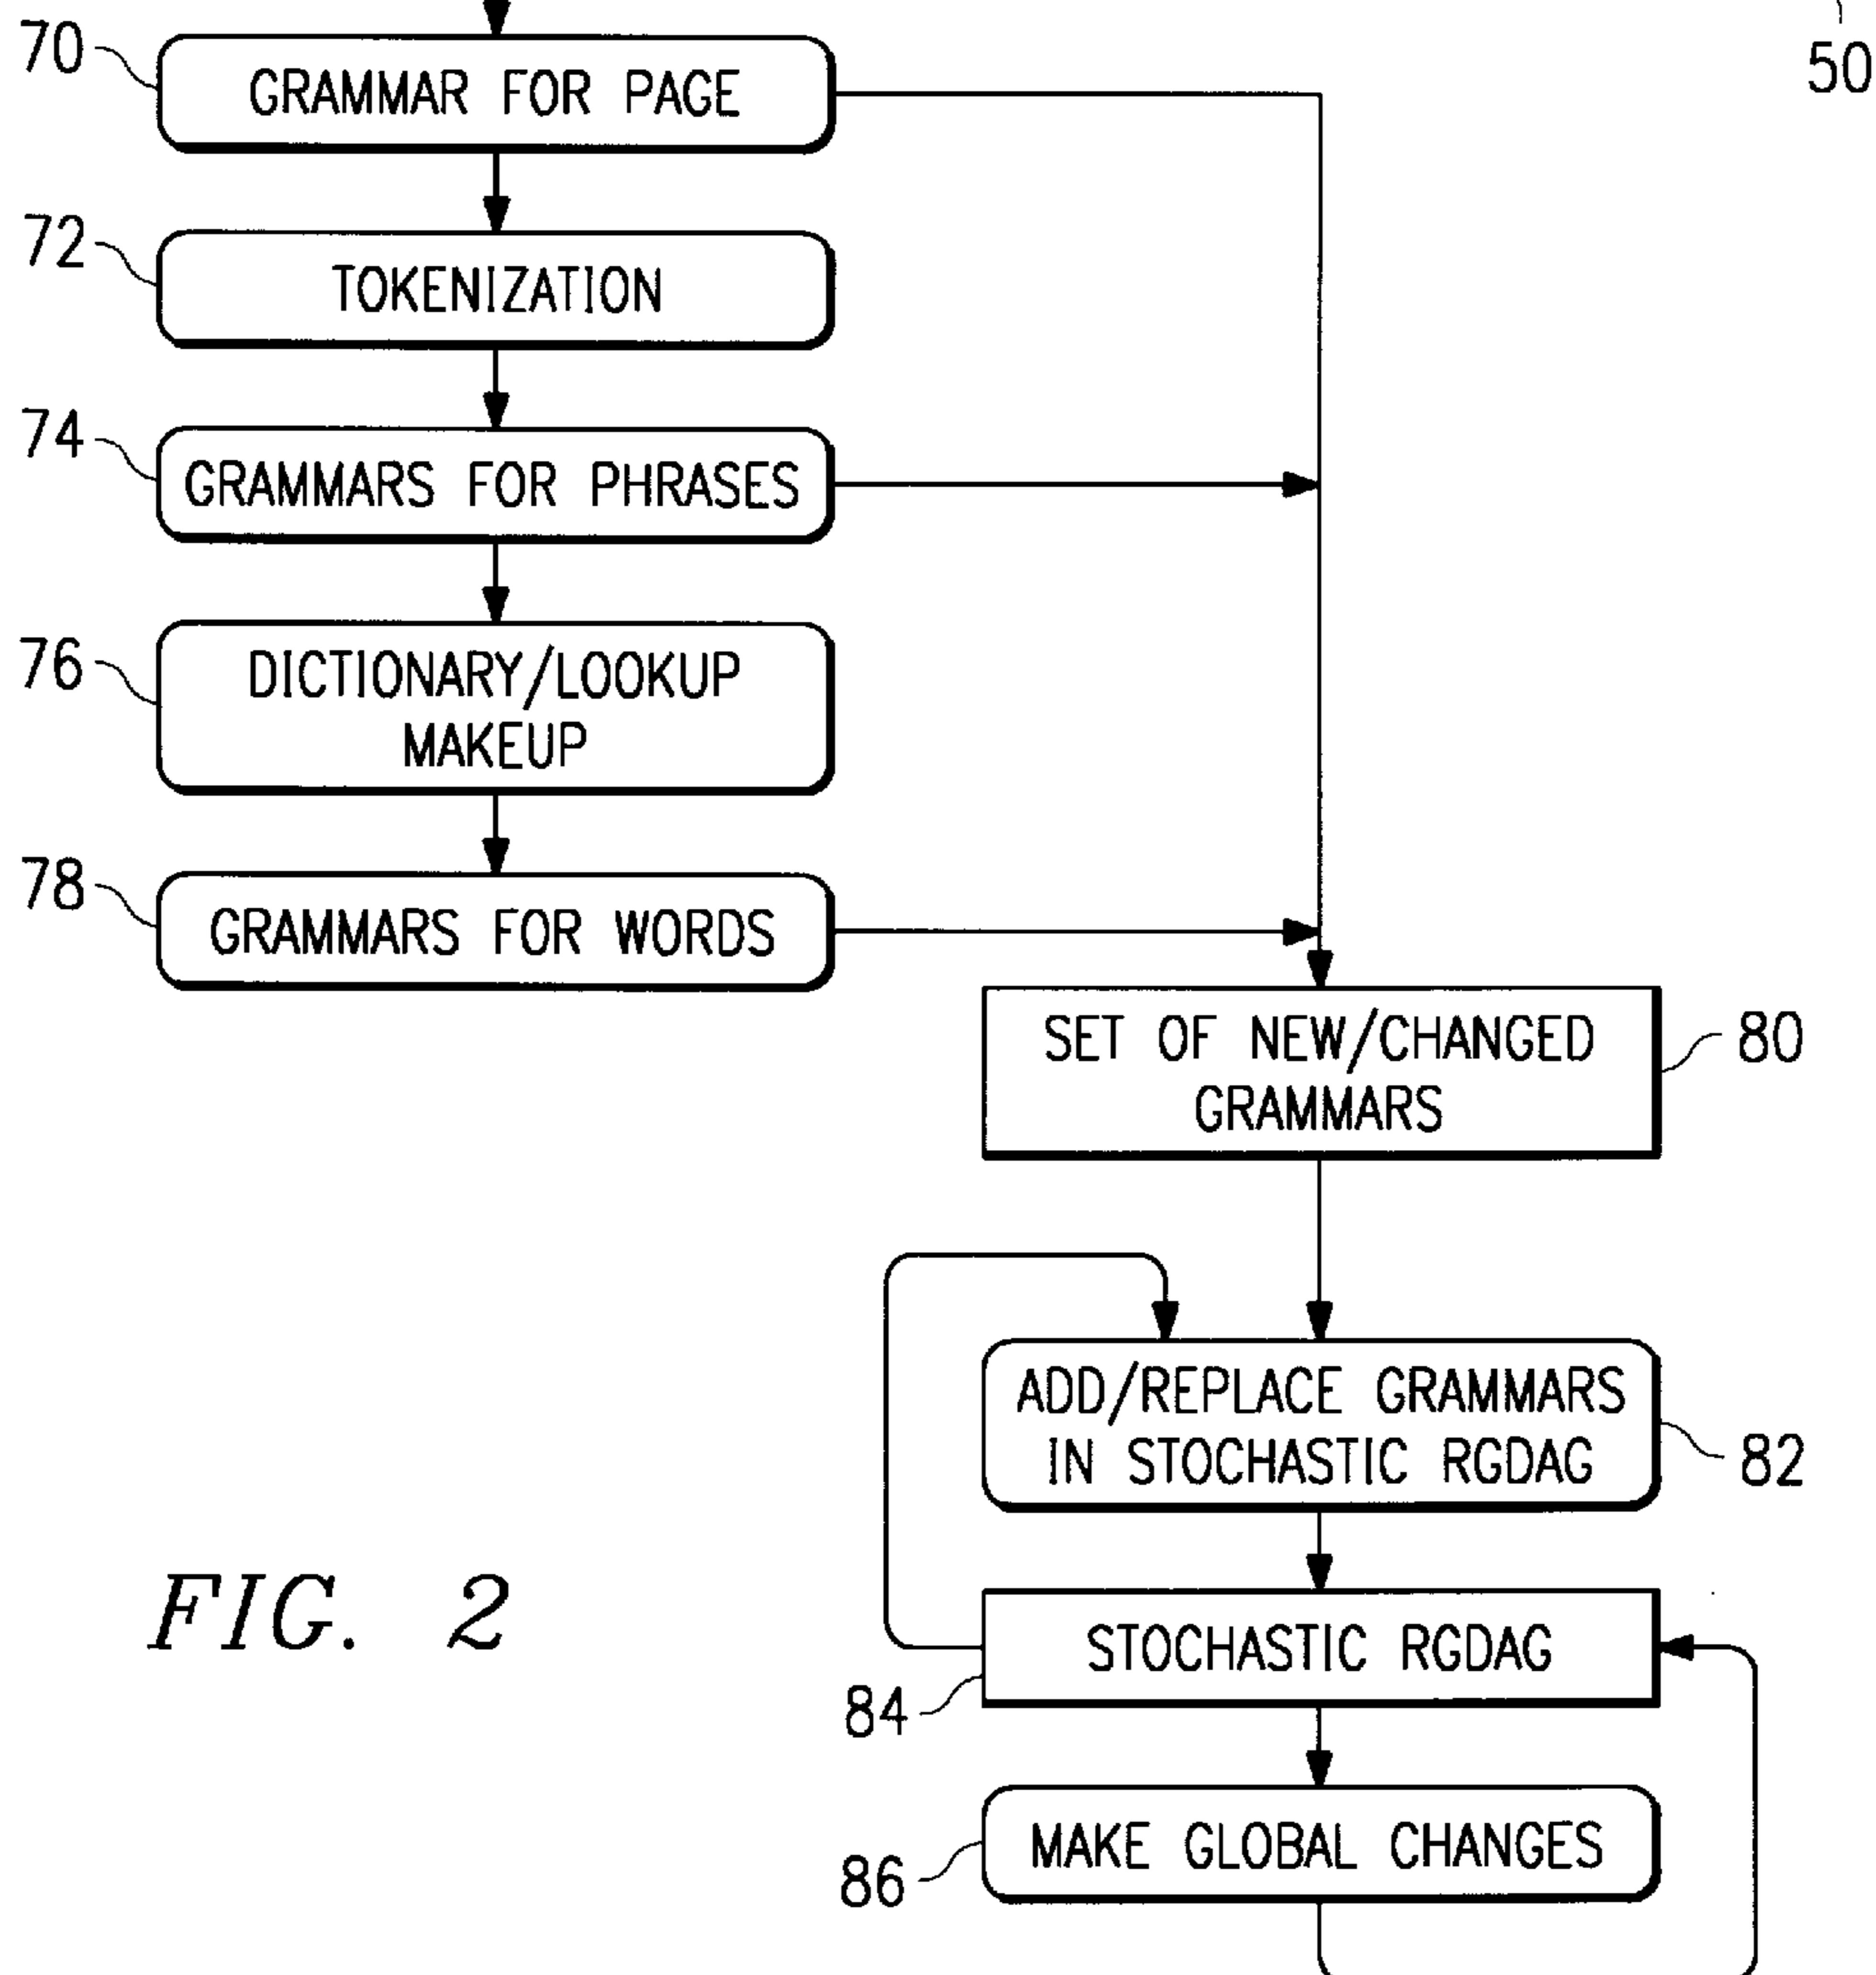 50
70
GRAMMAR FOR PAGE
72
TOKENIZATION
74
GRAMMARS FOR PHRASES
76
DICTIONARY/LOOKUP
MAKEUP
78
GRAMMARS FOR WORDS
SET OF NEW/CHANGED
GRAMMARS
80
ADD/REPLACE GRAMMARS
IN STOCHASTIC RGDAG
82
FIG. 2
STOCHASTIC RGDAG
84
MAKE GLOBAL CHANGES
86